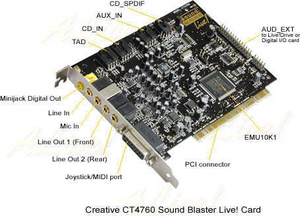 CD_SPDIF
AUX_IN
CD_IN
TAD
AUD_EXT
to LiveDrive or
Digital I/O card
Minijack Digital Out
Line In
Mic In
Line Out 1 (Front)
Line Out 2 (Rear)
Joystick/MIDI port
EMU10K1
PCI connector
Live!
Creative CT4760 Sound Blaster Live! Card